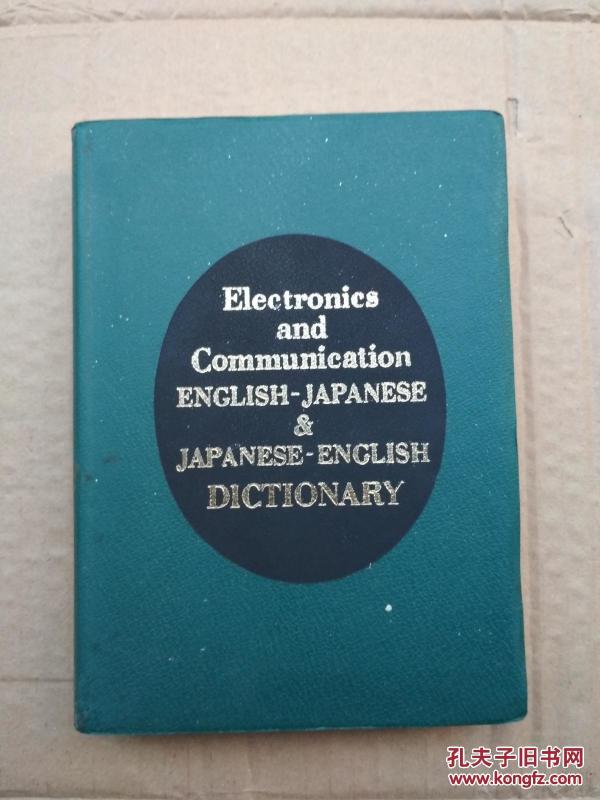 Electronics
and
Communication
ENGLISH-JAPANESE
&
JAPANESE-ENGLISH
DICTIONARY
孔夫子旧书网
www.kongfz.com